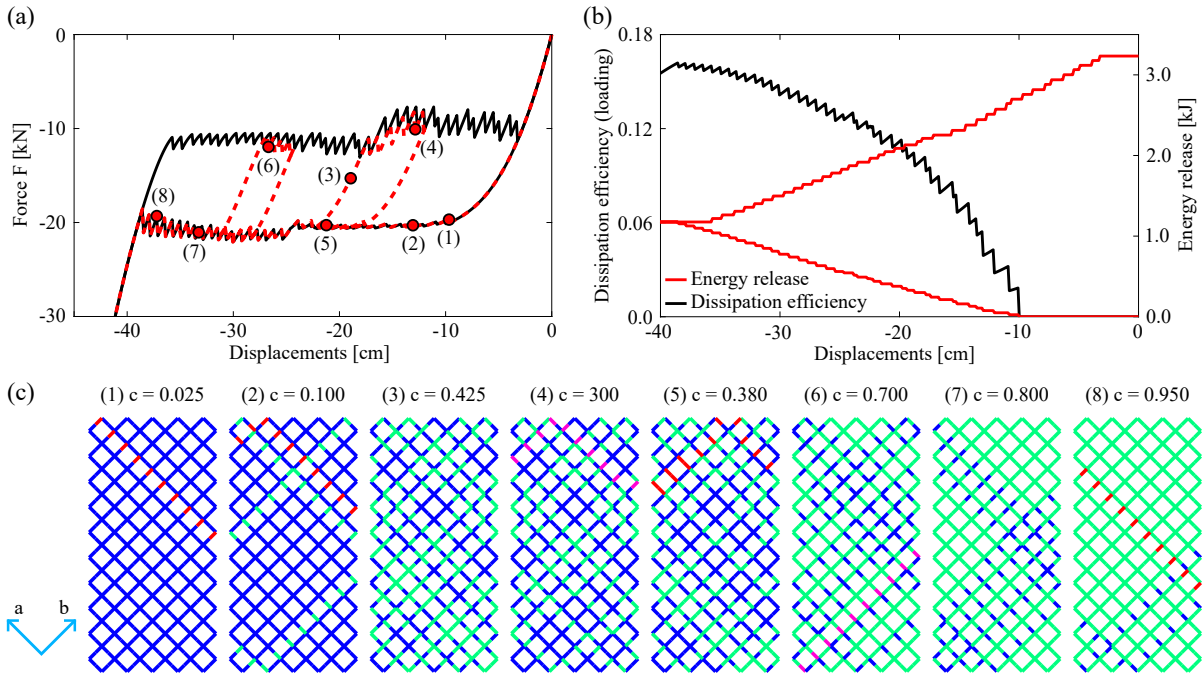 (a)
Force F [kN]
0
-10
-20
-30
(1)
(2)
(3)
(4)
(5)
(6)
(7)
(8)
-40
-30
-20
-10
0
Displacements [cm]
(b)
Dissipation efficiency (loading)
0.18
0.12
0.06
0.0
Energy release
Dissipation efficiency
3.0
2.0
1.0
0.0
Energy release [kJ]
-40
-30
-20
-10
0
Displacements [cm]
(c)
(1) c = 0.025
(2) c = 0.100
(3) c = 0.425
(4) c = 300
(5) c = 0.380
(6) c = 0.700
(7) c = 0.800
(8) c = 0.950
a
b